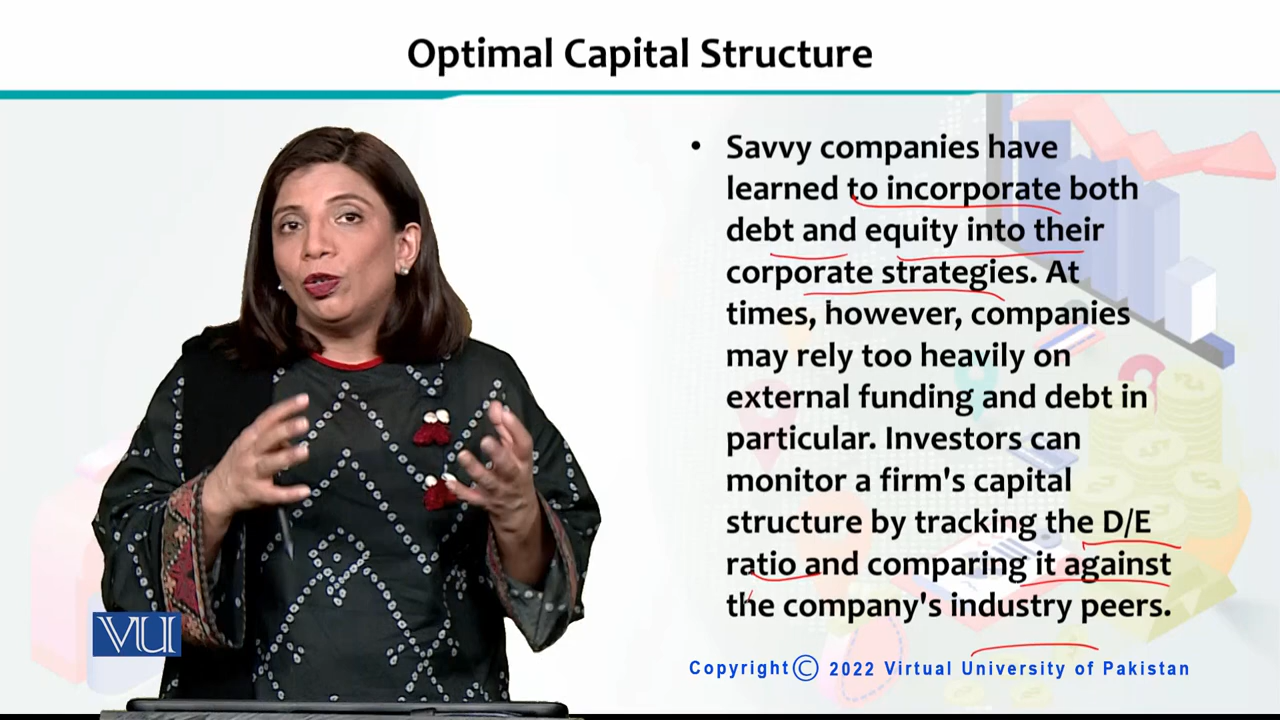 Optimal Capital Structure
• Savvy companies have
learned to incorporate both
debt and equity into their
corporate strategies. At
times, however, companies
may rely too heavily on
external funding and debt in
particular. Investors can
monitor a firm's capital
structure by tracking the D/E
ratio and comparing it against
the company's industry peers.
VU
Copyright © 2022 Virtual University of Pakistan